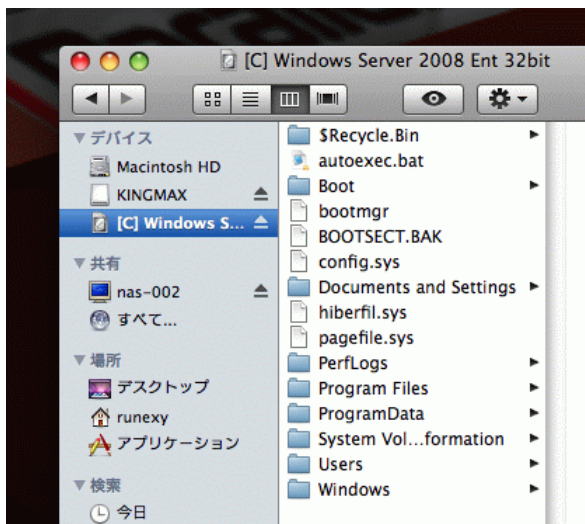 [C] Windows Server 2008 Ent 32bit
デバイス
Macintosh HD
KINGMAX
[C] Windows S...
共有
nas-002
すべて...
場所
デスクトップ
runexy
アプリケーション
検索
今日
$Recycle.Bin
autoexec.bat
Boot
bootmgr
BOOTSECT.BAK
config.sys
Documents and Settings
hiberfil.sys
pagefile.sys
PerfLogs
Program Files
ProgramData
System Vol...formation
Users
Windows